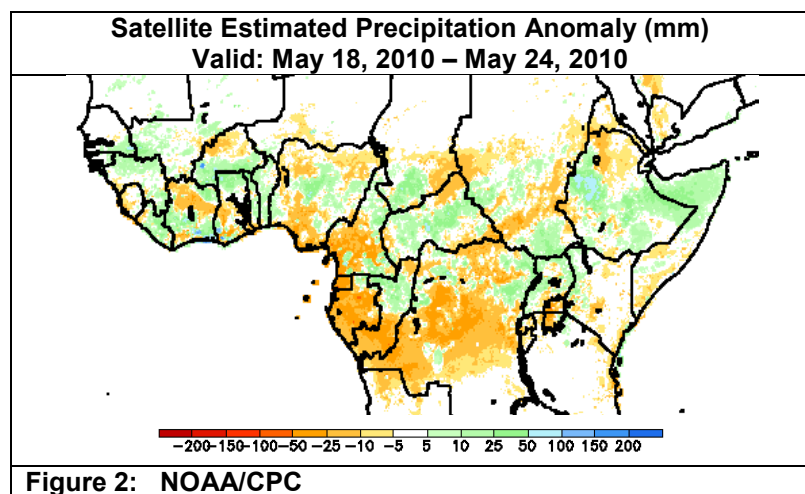 Satellite Estimated Precipitation Anomaly (mm)
Valid: May 18, 2010 – May 24, 2010
-200-150-100-50 -25 -10 -5 5 10 25 50 100 150 200
Figure 2: NOAA/CPC